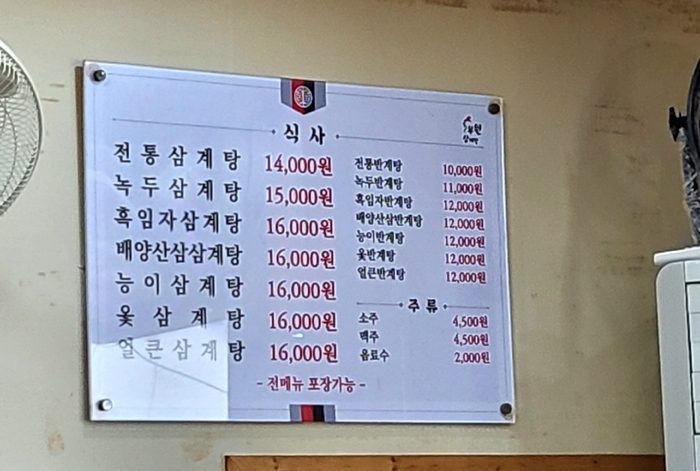 식사
전통삼계탕 14,000원
녹두삼계탕 15,000원
흑임자삼계탕 16,000원
배양산삼삼계탕 16,000원
능이삼계탕 16,000원
옻삼계탕 16,000원
얼큰삼계탕 16,000원
전통반계탕 10,000원
녹두반계탕 11,000원
흑임자반계탕 12,000원
배양산삼반계탕 12,000원
능이반계탕 12,000원
옻반계탕 12,000원
얼큰반계탕 12,000원
주류
소주 4,500원
맥주 4,500원
음료수 2,000원
- 전메뉴 포장가능 -